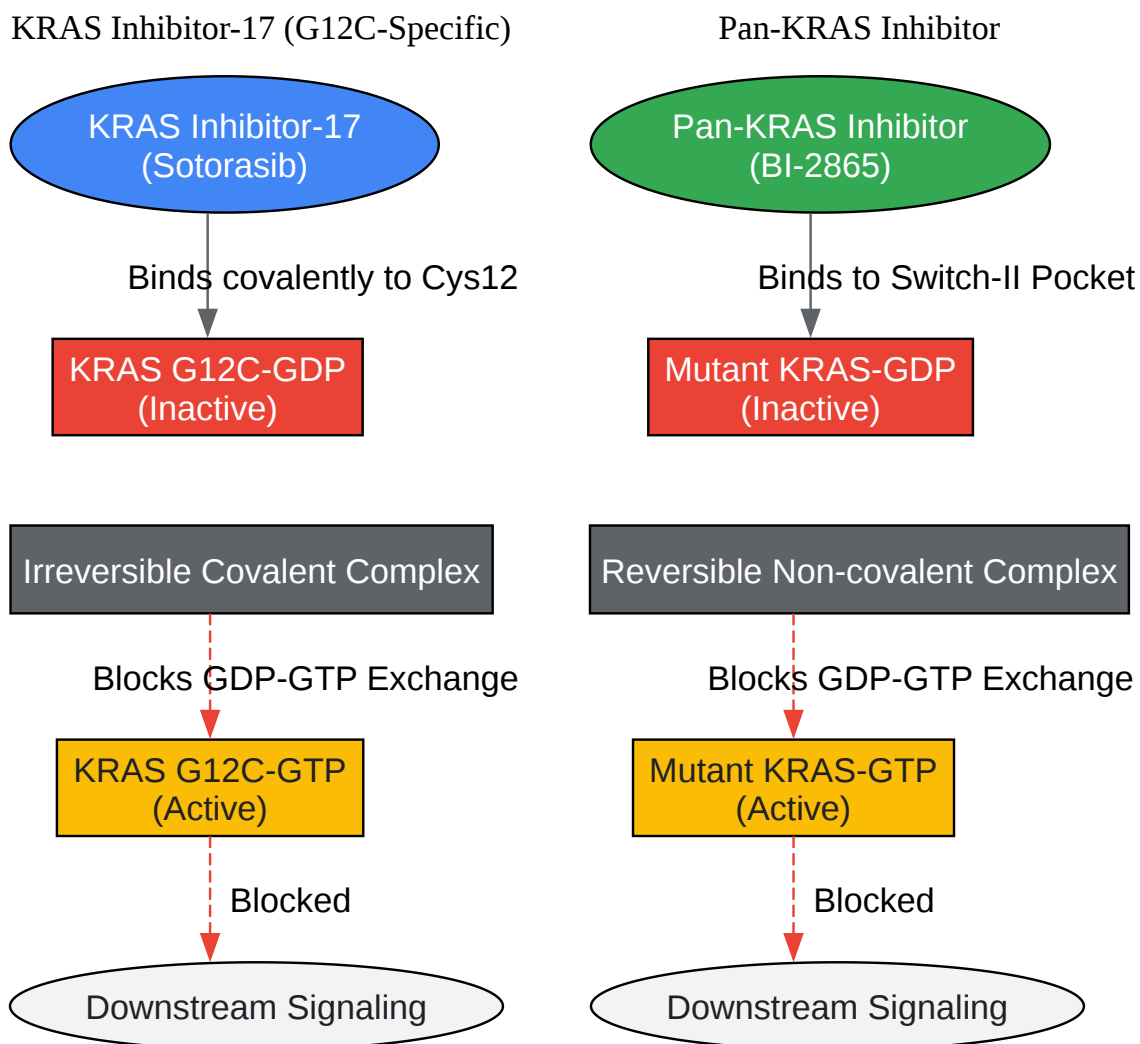 KRAS Inhibitor-17 (G12C-Specific)
KRAS Inhibitor-17
(Sotorasib)
Binds covalently to Cys12
KRAS G12C-GDP
(Inactive)
Irreversible Covalent Complex
Blocks GDP-GTP Exchange
KRAS G12C-GTP
(Active)
Blocked
Downstream Signaling
Pan-KRAS Inhibitor
Pan-KRAS Inhibitor
(BI-2865)
Binds to Switch-II Pocket
Mutant KRAS-GDP
(Inactive)
Reversible Non-covalent Complex
Blocks GDP-GTP Exchange
Mutant KRAS-GTP
(Active)
Blocked
Downstream Signaling